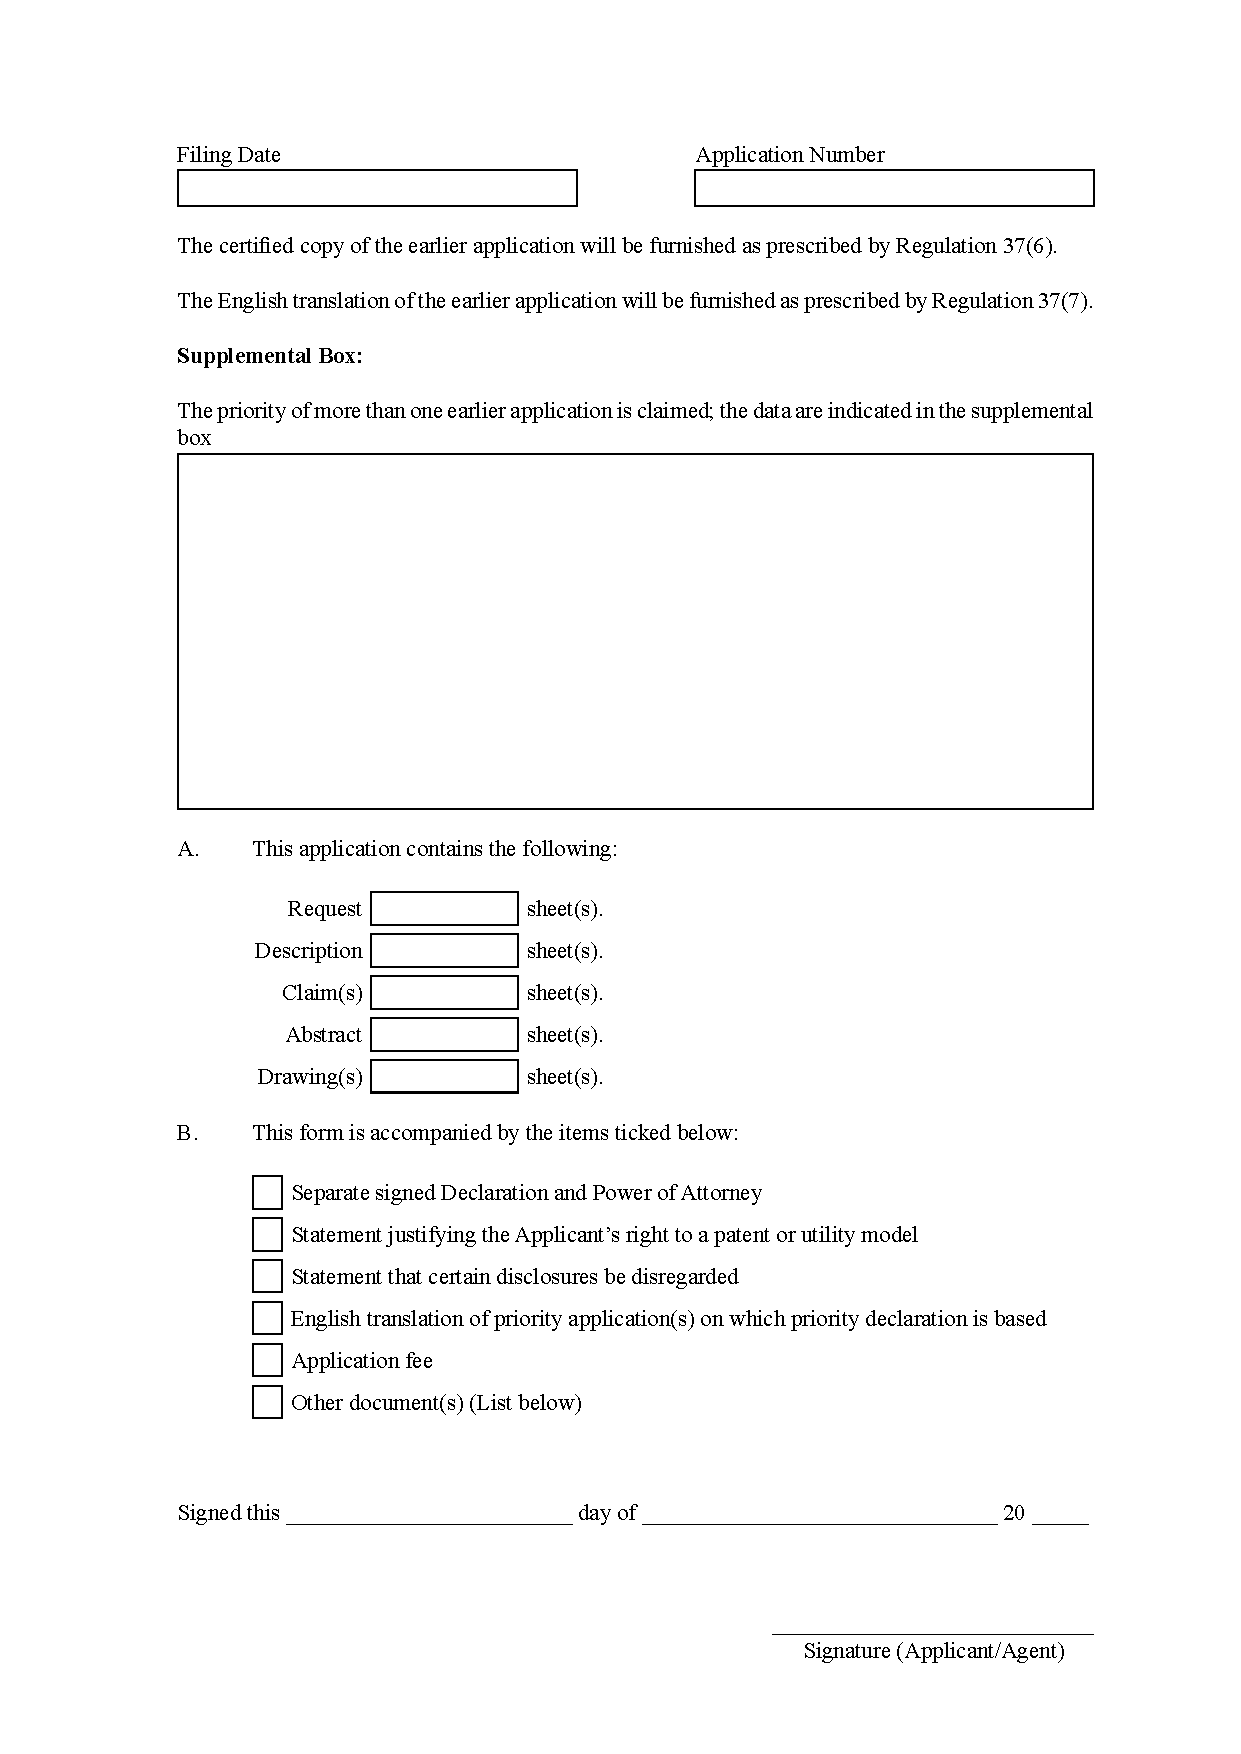 Filing Date Application Number
The certified copy of the earlier application will be furnished as prescribed by Regulation 37(6).
The English translation of the earlier application will be furnished as prescribed by Regulation 37(7).
Supplemental Box:
The priority of more than one earlier application is claimed; the data are indicated in the supplemental
box
A. This application contains the following:
Request sheet(s).
Description sheet(s).
Claim(s) sheet(s).
Abstract sheet(s).
Drawing(s) sheet(s).
B. This form is accompanied by the items ticked below:
Separate signed Declaration and Power of Attorney
Statement justifying the Applicant’s right to a patent or utility model
Statement that certain disclosures be disregarded
English translation of priority application(s) on which priority declaration is based
Application fee
Other document(s) (List below)
Signed this __________________________ day of ________________________________ 20 _____
Signature (Applicant/Agent)